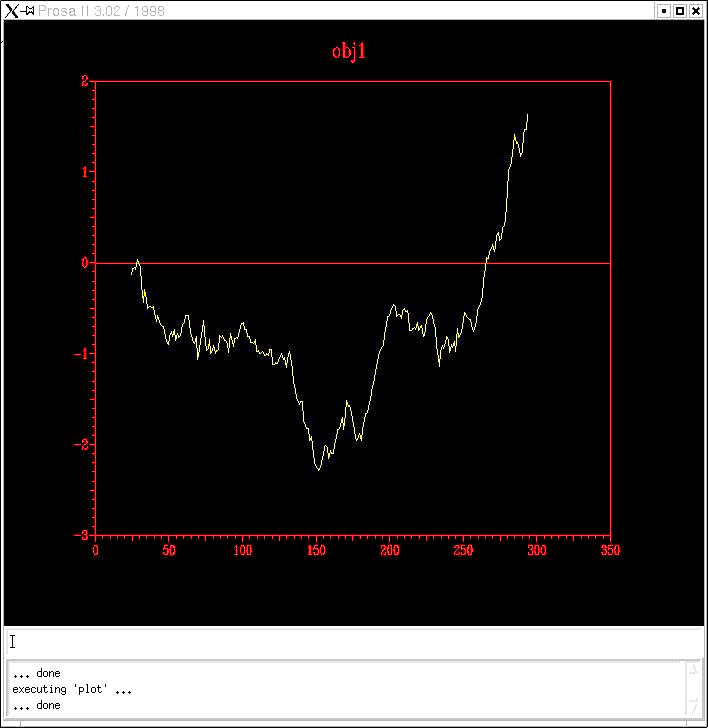 Prosa II 3.02 / 1998
obj1
2
1
0
-1
-2
-3
0 50 100 150 200 250 300 350
... done
executing 'plot' ...
... done